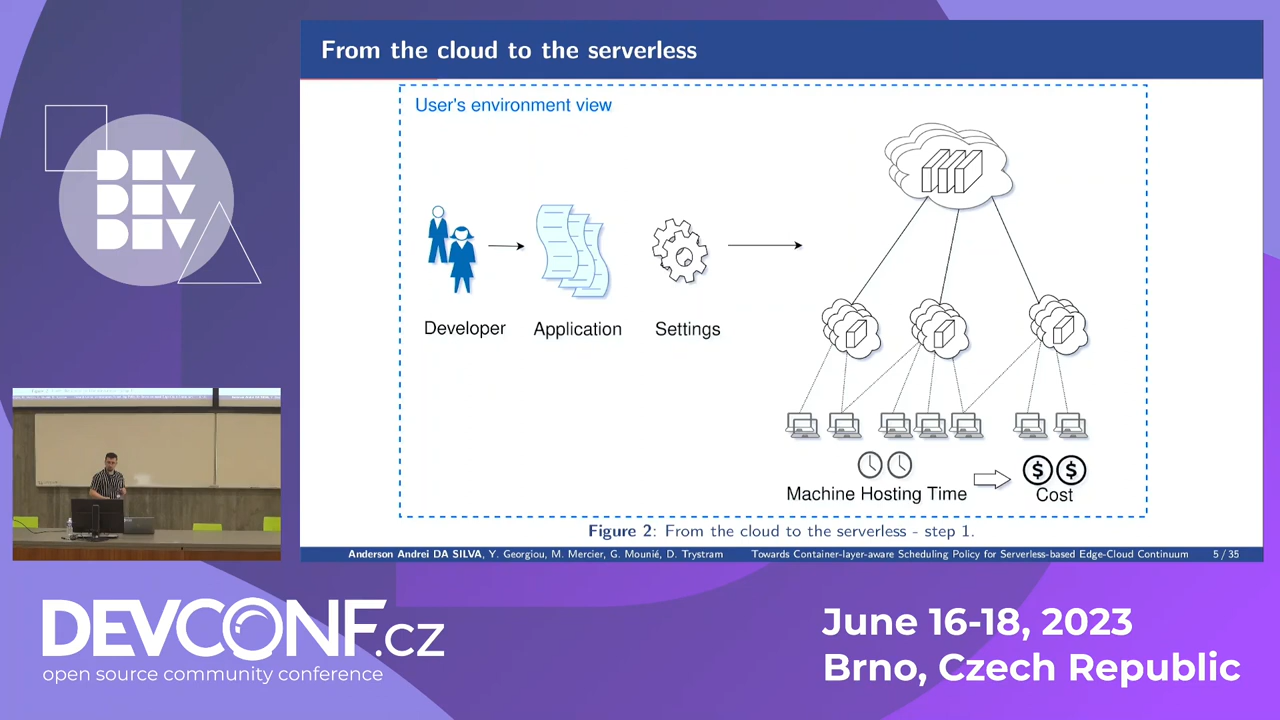 From the cloud to the serverless
User's environment view
Developer
Application
Settings
Machine Hosting Time
$ $
Cost
Figure 2: From the cloud to the serverless - step 1.
Anderson Andrei DA SILVA, Y. Georgiou, M. Mercier, G. Mounié, D. Trystram
Towards Container-layer-aware Scheduling Policy for Serverless-based Edge-Cloud Continuum
5 / 35
DEV
DEV
DEV
DEVCONF.cz
open source community conference
June 16-18, 2023
Brno, Czech Republic